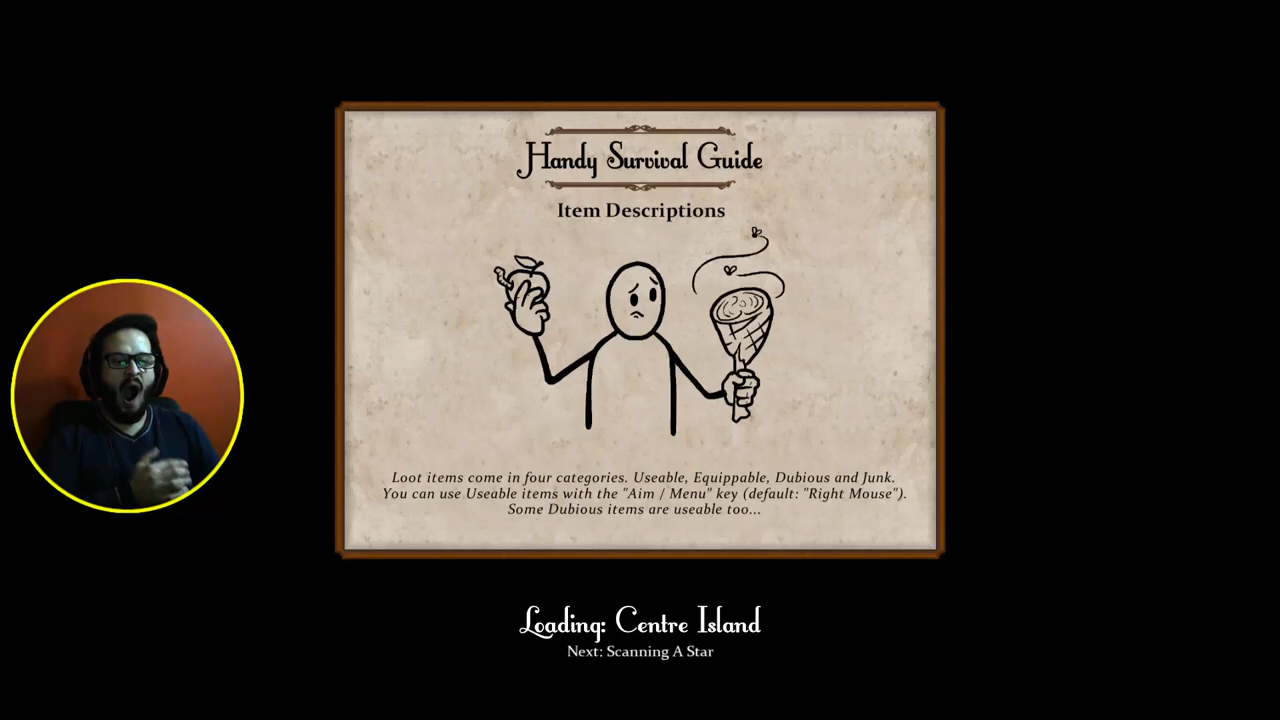 Handy Survival Guide
Item Descriptions
Loot items come in four categories. Useable, Equippable, Dubious and Junk.
You can use Useable items with the "Aim / Menu" key (default: "Right Mouse").
Some Dubious items are useable too...
Loading: Centre Island
Next: Scanning A Star